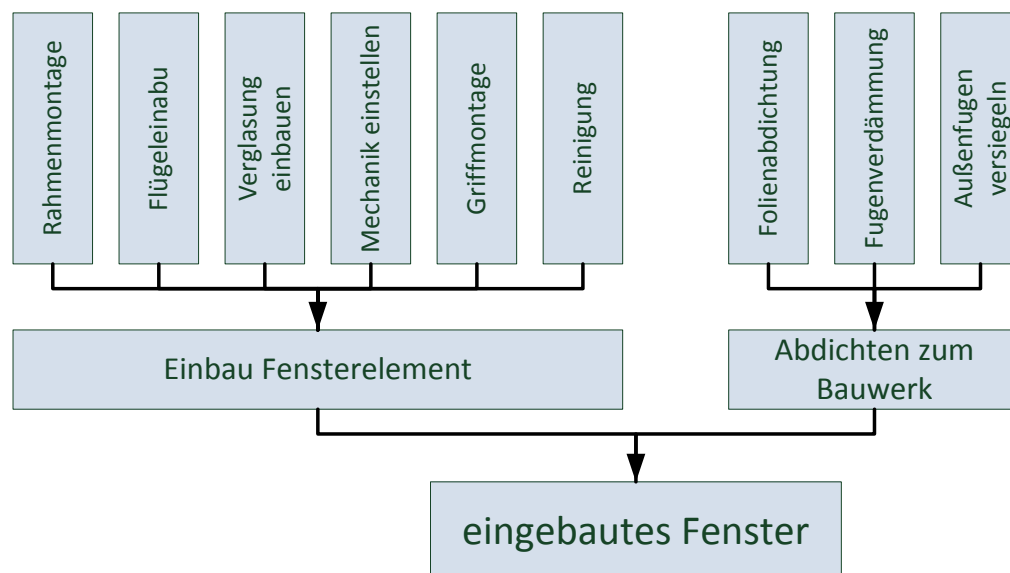 Rahmenmontage
Flügeleinabu
Verglasung
einbauen
Mechanik einstellen
Griffmontage
Reinigung
Folienabdichtung
Fugenverdämmung
Außenfugen
versiegeln
Einbau Fensterelement
Abdichten zum
Bauwerk
eingebautes Fenster